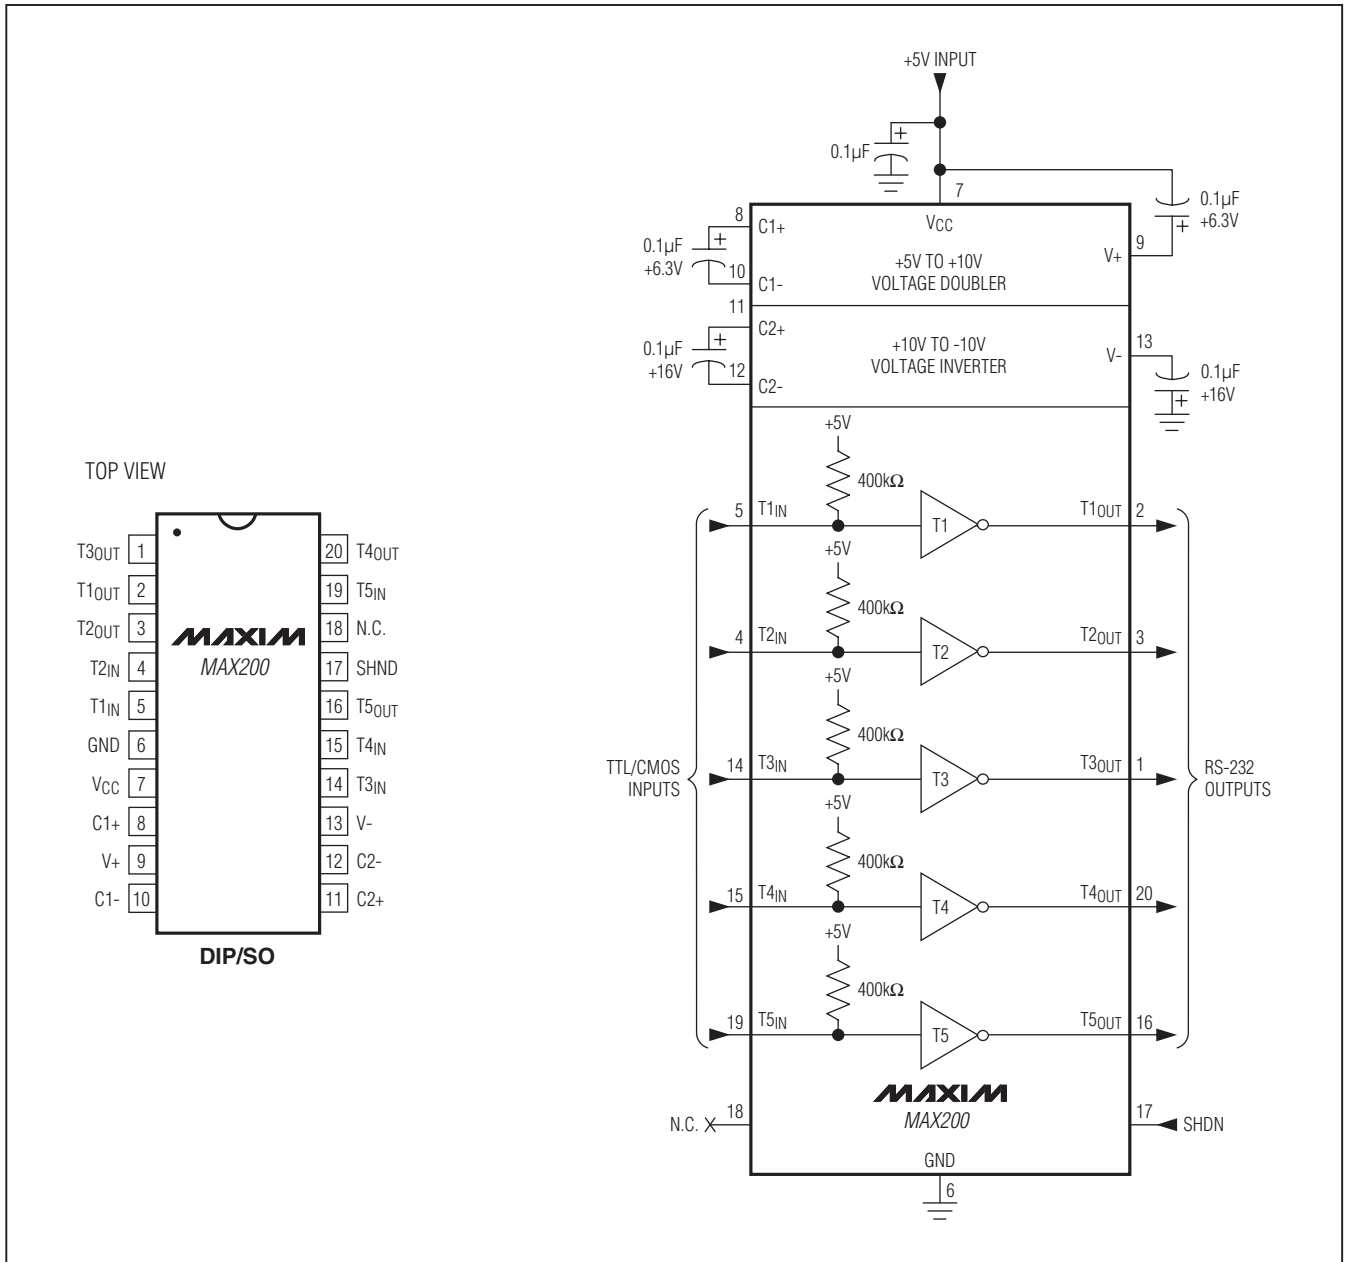 TOP VIEW
T3OUT 1
T1OUT 2
T2OUT 3
T2IN 4
T1IN 5
GND 6
VCC 7
C1+ 8
V+ 9
C1- 10
20 T4OUT
19 T5IN
18 N.C.
17 SHND
16 T5OUT
15 T4IN
14 T3IN
13 V-
12 C2-
11 C2+
MAXIM
MAX200
DIP/SO
+5V INPUT
0.1µF
+
7
VCC
0.1µF
+6.3V
+
9
V+
8
C1+
0.1µF
+6.3V
+
10
C1-
+5V TO +10V
VOLTAGE DOUBLER
11
C2+
0.1µF
+16V
+
12
C2-
+10V TO -10V
VOLTAGE INVERTER
13
V-
0.1µF
+16V
+
+5V
400kΩ
5 T1IN T1 T1OUT 2
+5V
400kΩ
4 T2IN T2 T2OUT 3
+5V
400kΩ
TTL/CMOS
INPUTS
14 T3IN T3 T3OUT 1
RS-232
OUTPUTS
+5V
400kΩ
15 T4IN T4 T4OUT 20
+5V
400kΩ
19 T5IN T5 T5OUT 16
MAXIM
MAX200
N.C. 18
17 SHDN
GND
6